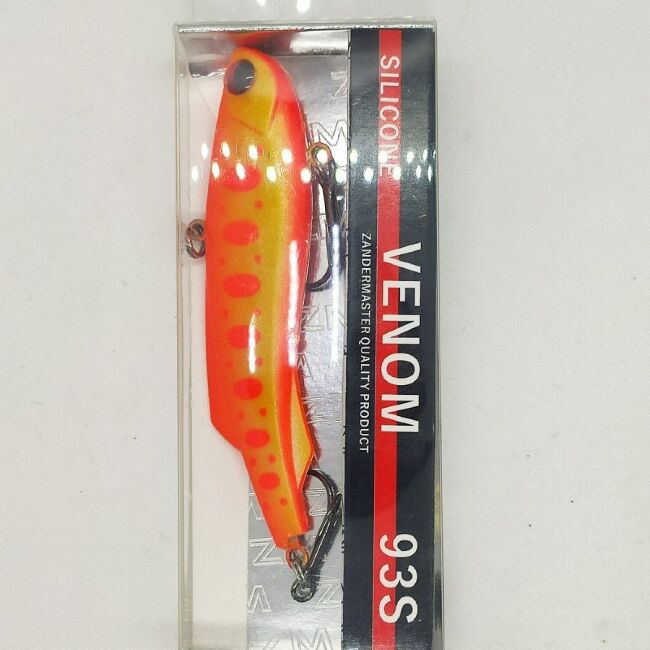 SILICONE
VENOM 93S
ZANDERMASTER QUALITY PRODUCT